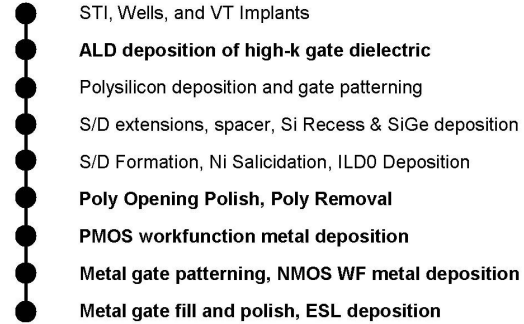 STI, Wells, and VT Implants
ALD deposition of high-k gate dielectric
Polysilicon deposition and gate patterning
S/D extensions, spacer, Si Recess & SiGe deposition
S/D Formation, Ni Salicidation, ILD0 Deposition
Poly Opening Polish, Poly Removal
PMOS workfunction metal deposition
Metal gate patterning, NMOS WF metal deposition
Metal gate fill and polish, ESL deposition